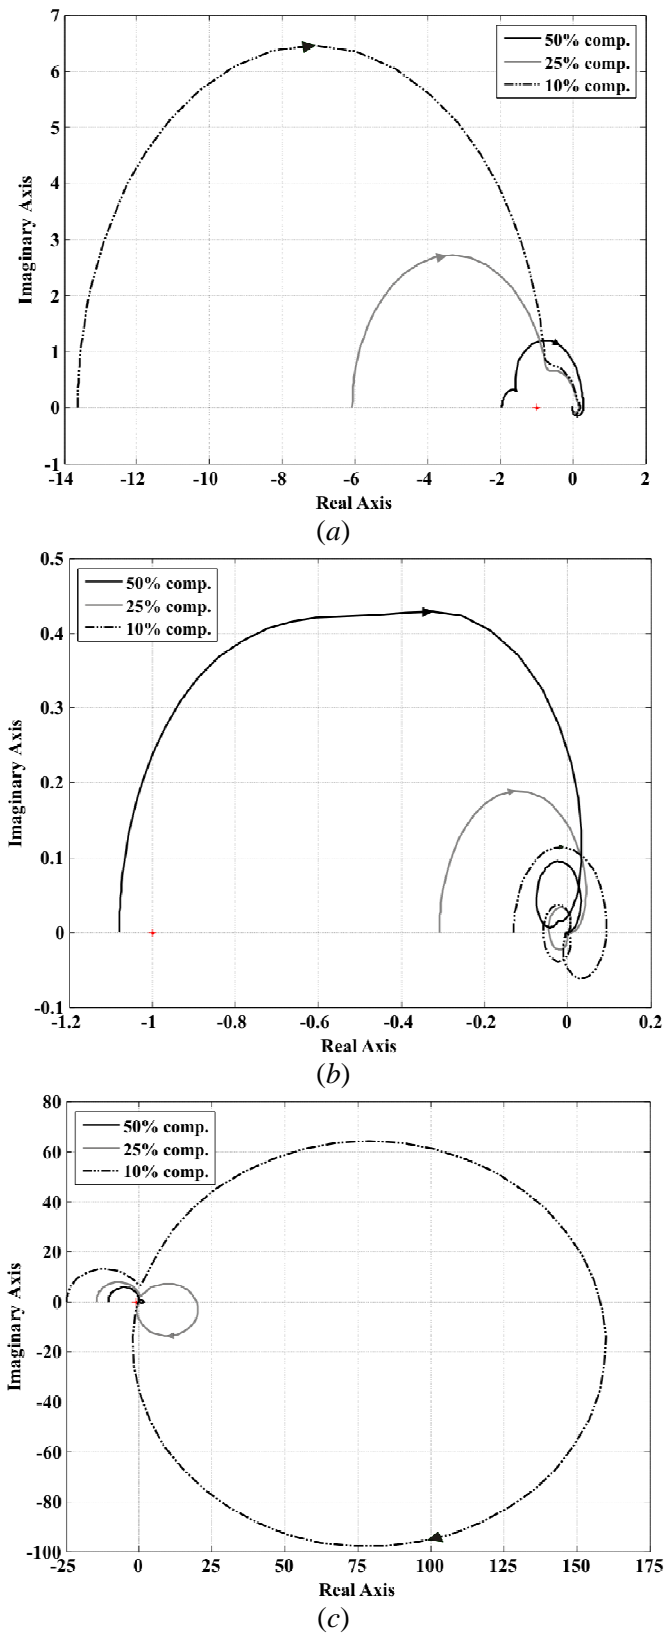 7
6
5
4
3
2
1
0
-1
Imaginary Axis
50% comp.
25% comp.
10% comp.
-14 -12 -10 -8 -6 -4 -2 0 2
Real Axis
(a)
0.5
0.4
0.3
0.2
0.1
0
-0.1
Imaginary Axis
50% comp.
25% comp.
10% comp.
-1.2 -1 -0.8 -0.6 -0.4 -0.2 0 0.2
Real Axis
(b)
80
60
40
20
0
-20
-40
-60
-80
-100
Imaginary Axis
50% comp.
25% comp.
10% comp.
-25 0 25 50 75 100 125 150 175
Real Axis
(c)